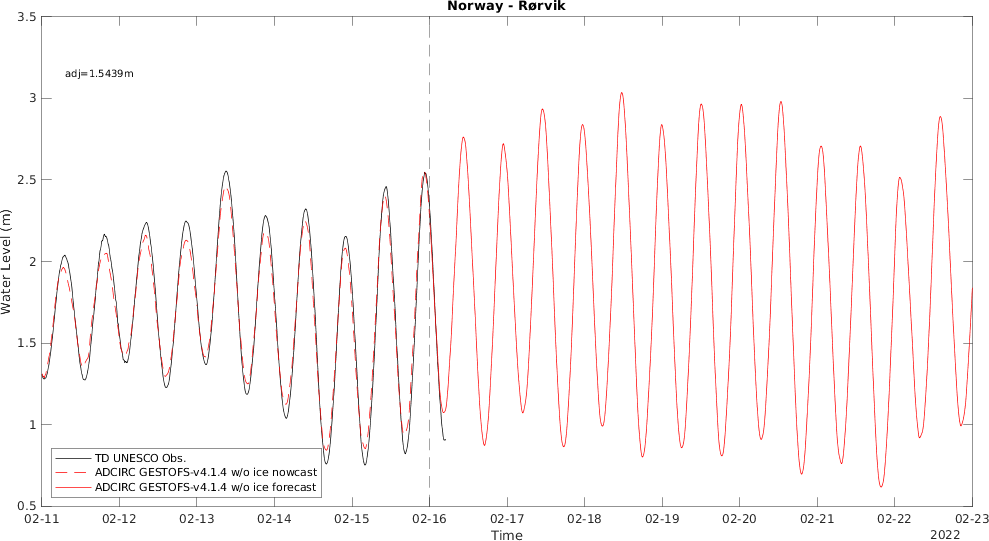 Norway - Rørvik
adj=1.5439m
3.5
3
2.5
2
1.5
1
0.5
Water Level (m)
TD UNESCO Obs.
ADCIRC GESTOFS-v4.1.4 w/o ice nowcast
ADCIRC GESTOFS-v4.1.4 w/o ice forecast
02-11 02-12 02-13 02-14 02-15 02-16 02-17 02-18 02-19 02-20 02-21 02-22 02-23
Time
2022